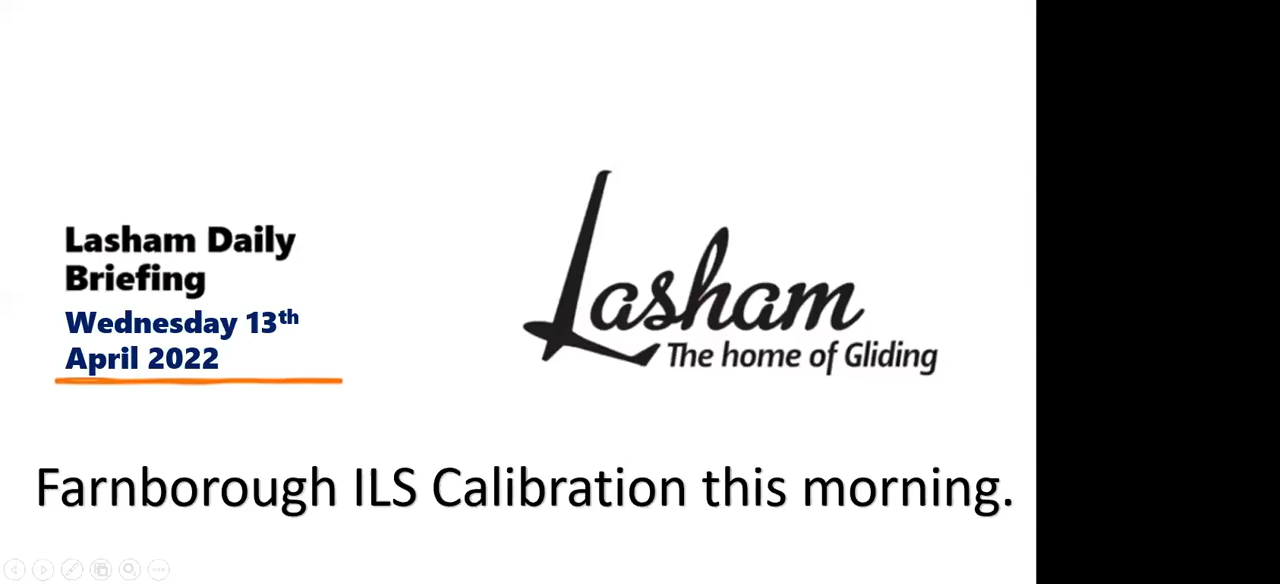 Lasham Daily
Briefing
Wednesday 13th
April 2022
Lasham
The home of Gliding
Farnborough ILS Calibration this morning.